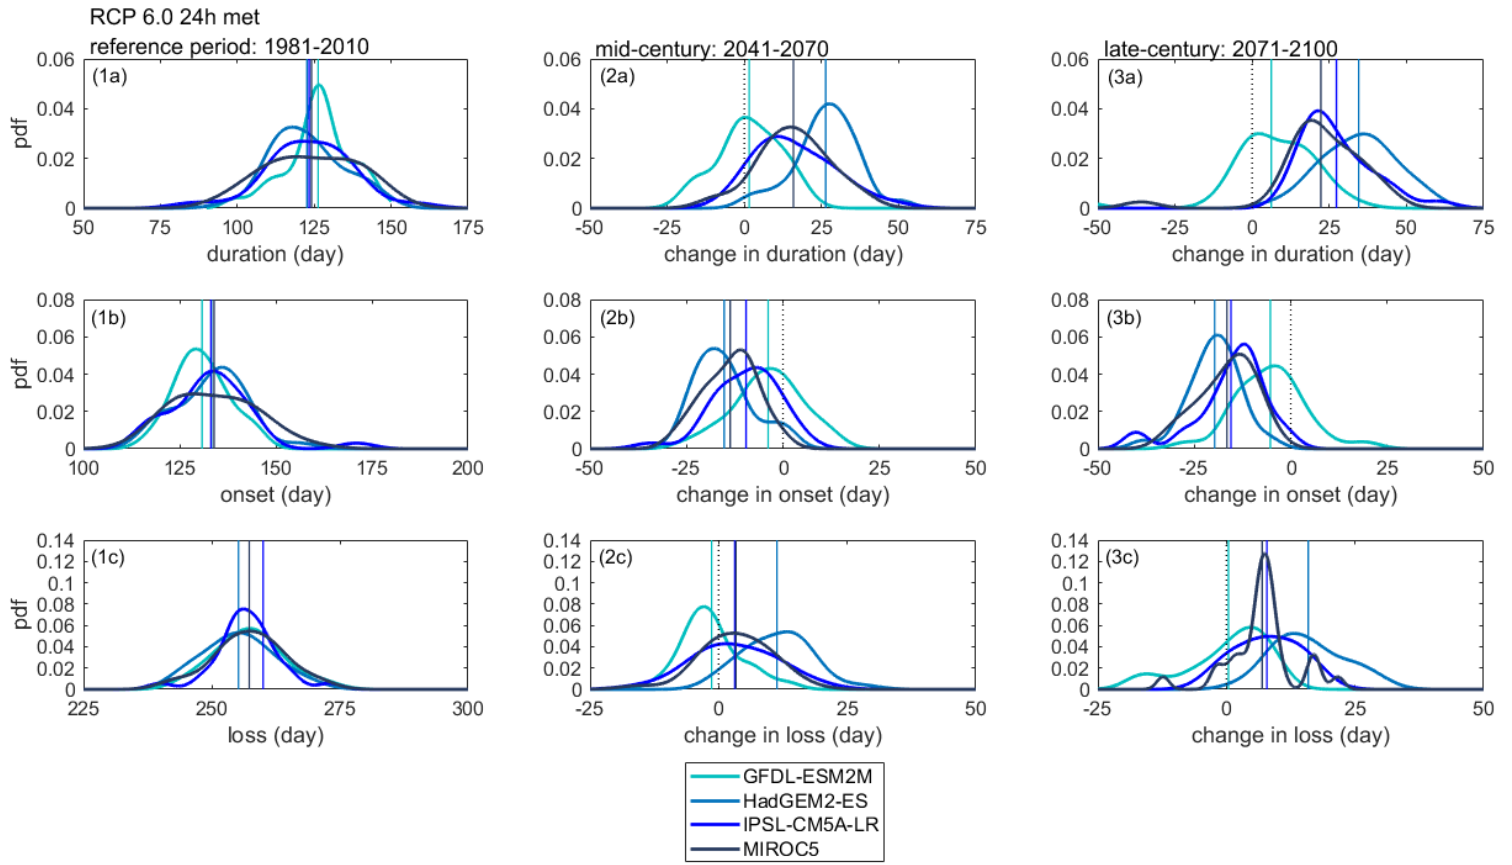 RCP 6.0 24h met
reference period: 1981-2010
mid-century: 2041-2070
late-century: 2071-2100
(1a)
0.06
0.04
0.02
0
pdf
50 75 100 125 150 175
duration (day)
(2a)
0.06
0.04
0.02
0
-50 -25 0 25 50 75
change in duration (day)
(3a)
0.06
0.04
0.02
0
-50 -25 0 25 50 75
change in duration (day)
(1b)
0.08
0.06
0.04
0.02
0
pdf
100 125 150 175 200
onset (day)
(2b)
0.08
0.06
0.04
0.02
0
-50 -25 0 25 50
change in onset (day)
(3b)
0.08
0.06
0.04
0.02
0
-50 -25 0 25 50
change in onset (day)
(1c)
0.14
0.12
0.1
0.08
0.06
0.04
0.02
0
pdf
225 250 275 300
loss (day)
(2c)
0.14
0.12
0.1
0.08
0.06
0.04
0.02
0
-25 0 25 50
change in loss (day)
(3c)
0.14
0.12
0.1
0.08
0.06
0.04
0.02
0
-25 0 25 50
change in loss (day)
GFDL-ESM2M
HadGEM2-ES
IPSL-CM5A-LR
MIROC5